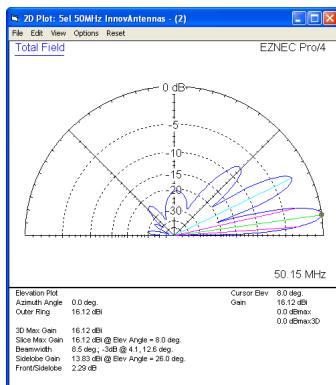 2D Plot: 5el 50MHz InnovAntennas - (2)
File Edit View Options Reset
Total Field
EZNEC Pro/4
0 dB
-5
-10
-15
-20
-30
50.15 MHz
Elevation Plot
Azimuth Angle 0.0 deg.
Outer Ring 16.12 dBi
3D Max Gain 16.12 dBi
Slice Max Gain 16.12 dBi @ Elev Angle = 8.0 deg.
Beamwidth 8.5 deg.; -3dB @ 4.1, 12.6 deg.
Sidelobe Gain 13.83 dBi @ Elev Angle = 26.0 deg.
Front/Sidelobe 2.29 dB
Cursor Elev 8.0 deg.
Gain 16.12 dBi
0.0 dBmax
0.0 dBmax3D